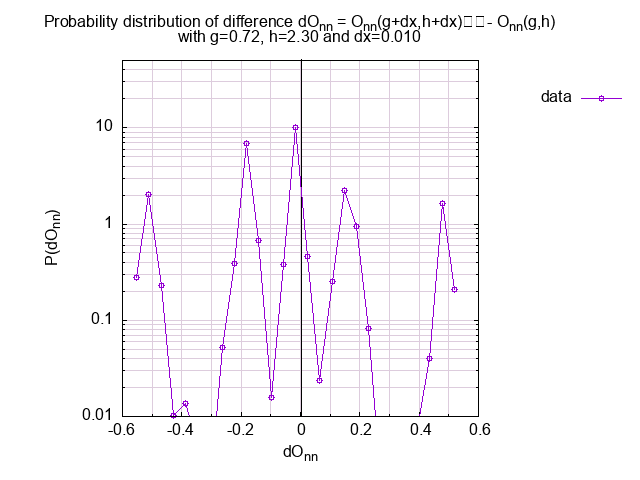 Probability distribution of difference dOnn = Onn(g+dx,h+dx)▯▯- Onn(g,h)
with g=0.72, h=2.30 and dx=0.010
data
10
1
0.1
0.01
P(dOnn)
-0.6 -0.4 -0.2 0 0.2 0.4 0.6
dOnn